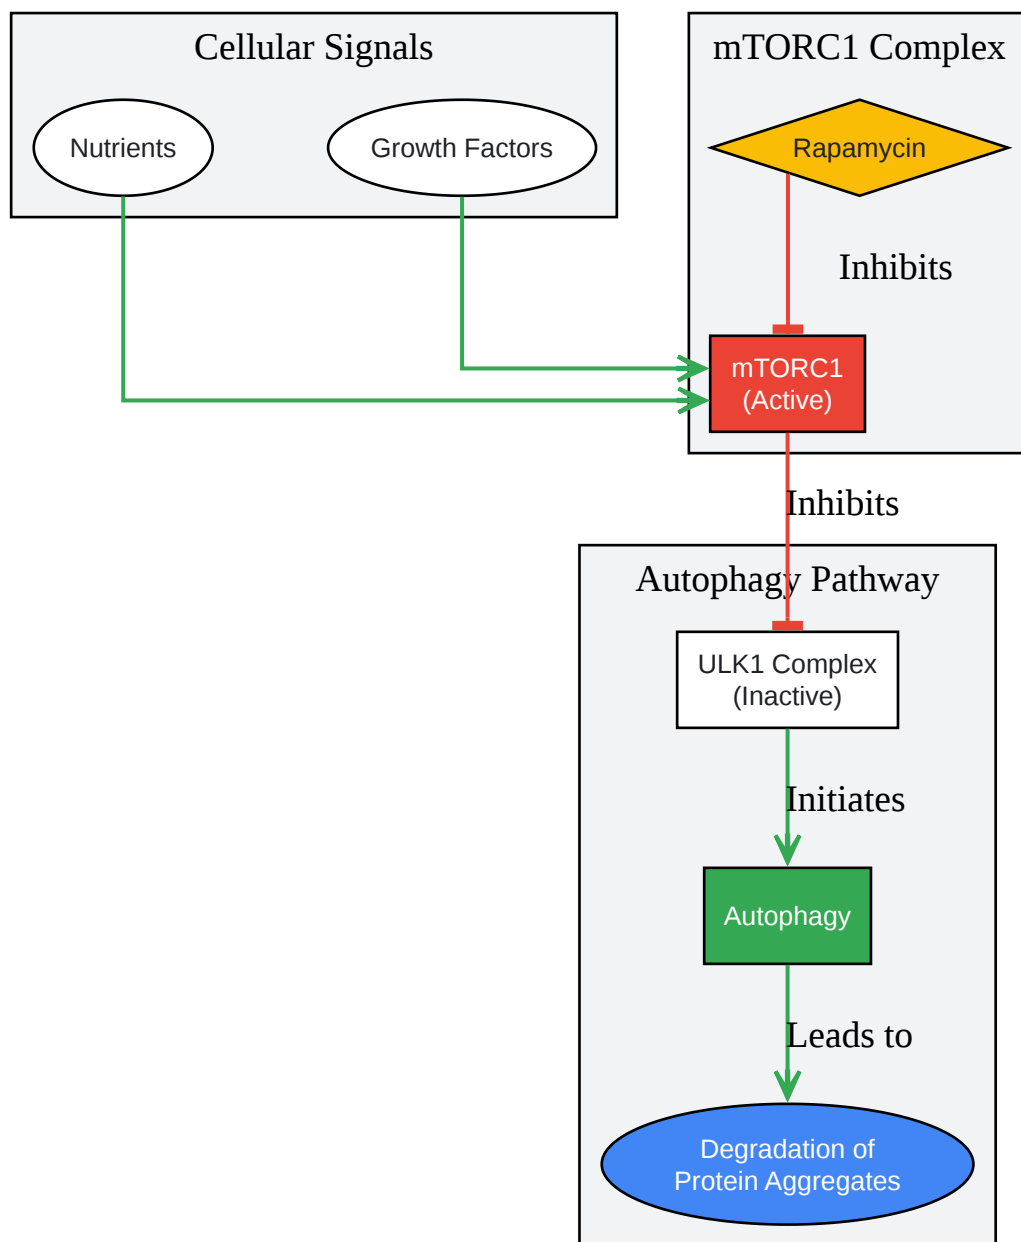 Cellular Signals
mTORC1 Complex
Nutrients
Growth Factors
Rapamycin
Inhibits
mTORC1
(Active)
Inhibits
Autophagy Pathway
ULK1 Complex
(Inactive)
Initiates
Autophagy
Leads to
Degradation of
Protein Aggregates